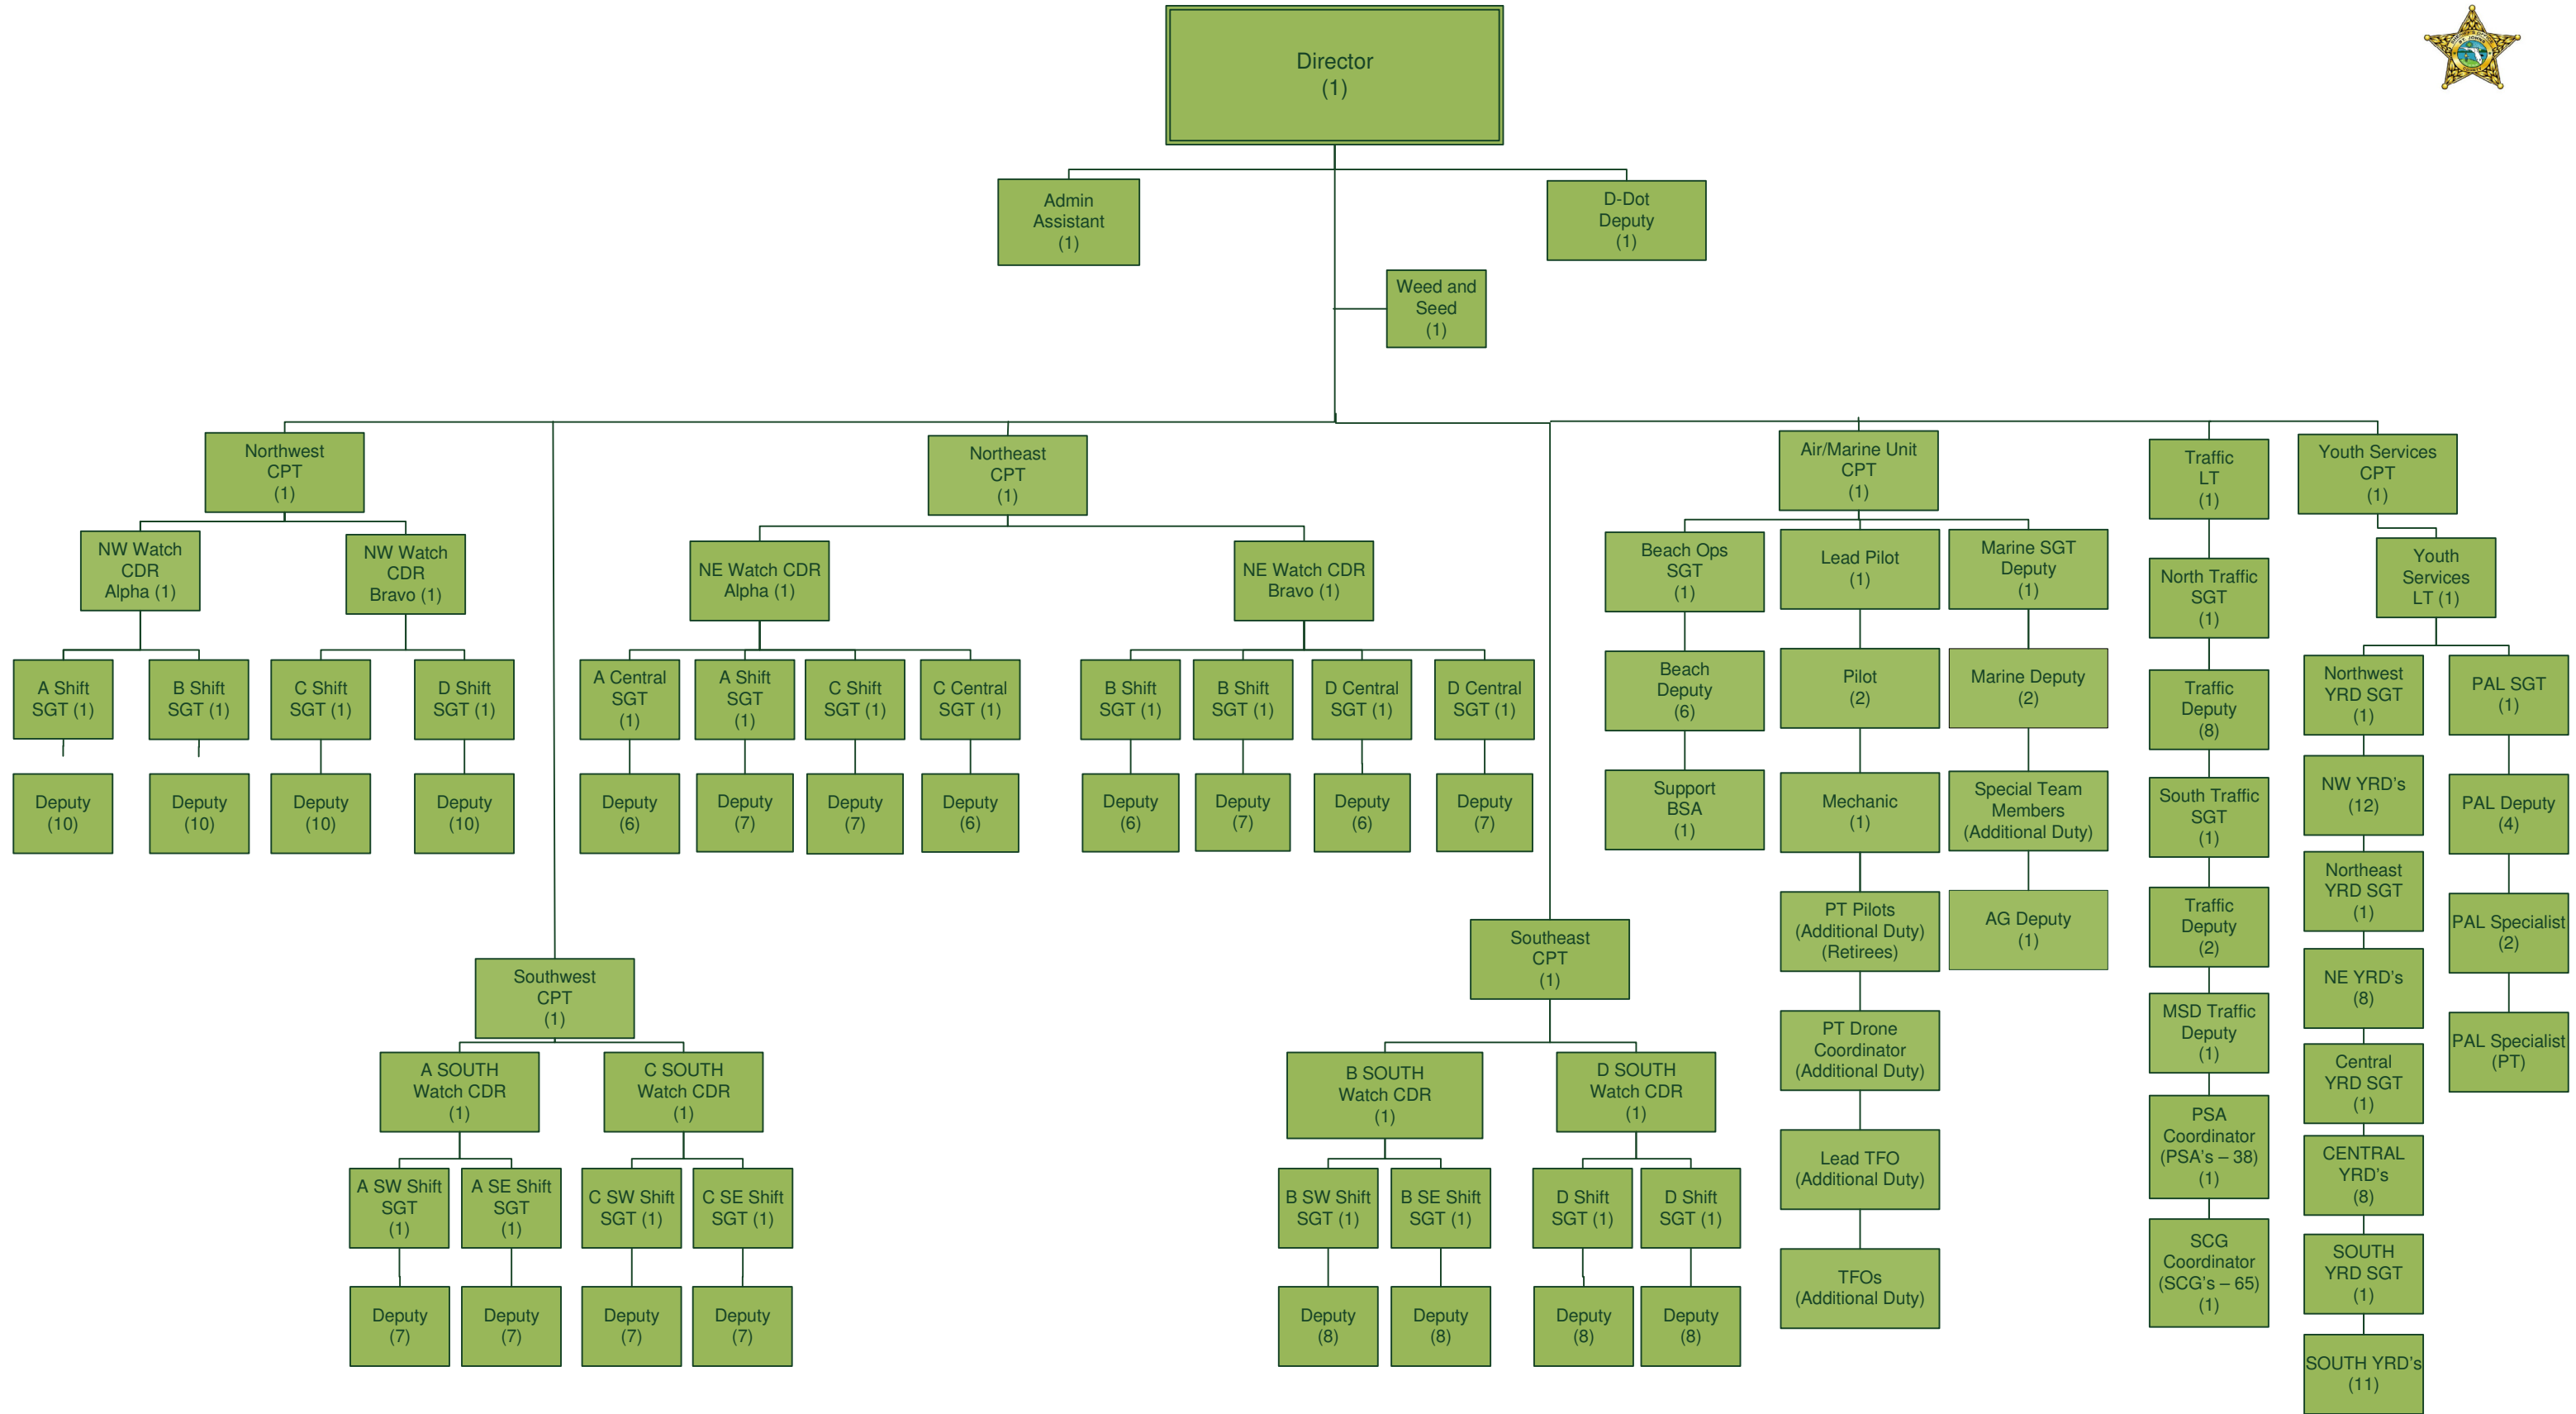 Director
(1)
Admin
Assistant
(1)
D-Dot
Deputy
(1)
Weed and
Seed
(1)
Northwest
CPT
(1)
NW Watch
CDR
Alpha (1)
NW Watch
CDR
Bravo (1)
A Shift
SGT (1)
B Shift
SGT (1)
C Shift
SGT (1)
D Shift
SGT (1)
Deputy
(10)
Deputy
(10)
Deputy
(10)
Deputy
(10)
Southwest
CPT
(1)
A SOUTH
Watch CDR
(1)
C SOUTH
Watch CDR
(1)
A SW Shift
SGT
(1)
A SE Shift
SGT
(1)
C SW Shift
SGT (1)
C SE Shift
SGT (1)
Deputy
(7)
Deputy
(7)
Deputy
(7)
Deputy
(7)
Northeast
CPT
(1)
NE Watch CDR
Alpha (1)
NE Watch CDR
Bravo (1)
A Central
SGT
(1)
A Shift
SGT
(1)
C Shift
SGT (1)
C Central
SGT (1)
B Shift
SGT (1)
B Shift
SGT (1)
D Central
SGT (1)
D Central
SGT (1)
Deputy
(6)
Deputy
(7)
Deputy
(7)
Deputy
(6)
Deputy
(6)
Deputy
(7)
Deputy
(6)
Deputy
(7)
Southeast
CPT
(1)
B SOUTH
Watch CDR
(1)
D SOUTH
Watch CDR
(1)
B SW Shift
SGT (1)
B SE Shift
SGT (1)
D Shift
SGT (1)
D Shift
SGT (1)
Deputy
(8)
Deputy
(8)
Deputy
(8)
Deputy
(8)
Air/Marine Unit
CPT
(1)
Beach Ops
SGT
(1)
Beach
Deputy
(6)
Support
BSA
(1)
Lead Pilot
(1)
Pilot
(2)
Mechanic
(1)
PT Pilots
(Additional Duty)
(Retirees)
PT Drone
Coordinator
(Additional Duty)
Lead TFO
(Additional Duty)
TFOs
(Additional Duty)
Marine SGT
Deputy
(1)
Marine Deputy
(2)
Special Team
Members
(Additional Duty)
AG Deputy
(1)
Traffic
LT
(1)
North Traffic
SGT
(1)
Traffic
Deputy
(8)
South Traffic
SGT
(1)
Traffic
Deputy
(2)
MSD Traffic
Deputy
(1)
PSA
Coordinator
(PSA's – 38)
(1)
SCG
Coordinator
(SCG's – 65)
(1)
Youth Services
CPT
(1)
Youth
Services
LT (1)
Northwest
YRD SGT
(1)
NW YRD's
(12)
Northeast
YRD SGT
(1)
NE YRD's
(8)
Central
YRD SGT
(1)
CENTRAL
YRD's
(8)
SOUTH
YRD SGT
(1)
SOUTH YRD's
(11)
PAL SGT
(1)
PAL Deputy
(4)
PAL Specialist
(2)
PAL Specialist
(PT)